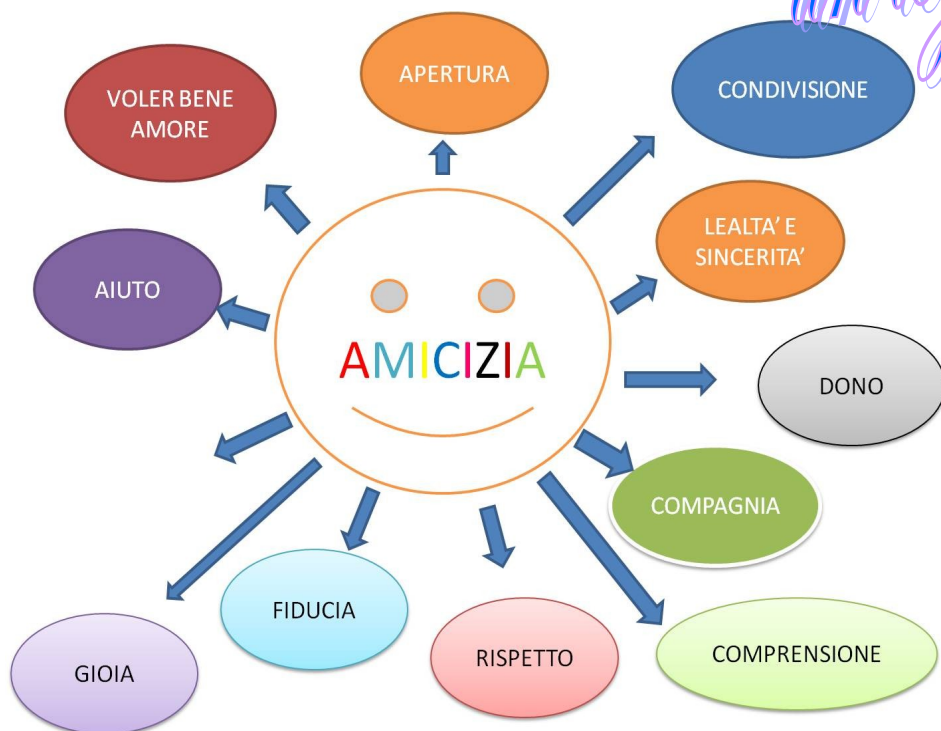 APERTURA
VOLER BENE
AMORE
CONDIVISIONE
LEALTA’ E
SINCERITA’
AIUTO
AMICIZIA
DONO
COMPAGNIA
FIDUCIA
RISPETTO
COMPRENSIONE
GIOIA